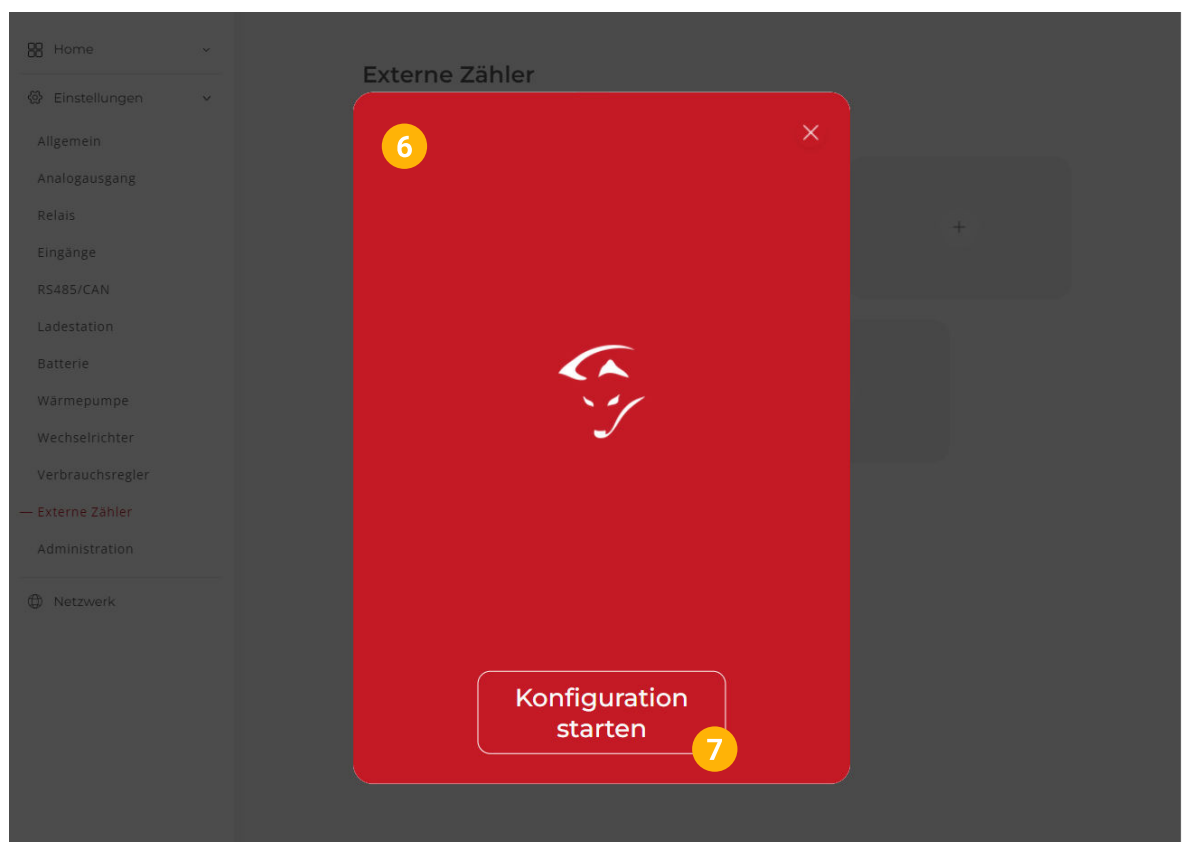 Home
Einstellungen
Allgemein
Analogausgang
Relais
Eingänge
RS485/CAN
Ladestation
Batterie
Wärmepumpe
Wechselrichter
Verbrauchsregler
Externe Zähler
Administration
Netzwerk
Externe Zähler
6
+
Konfiguration
starten
7